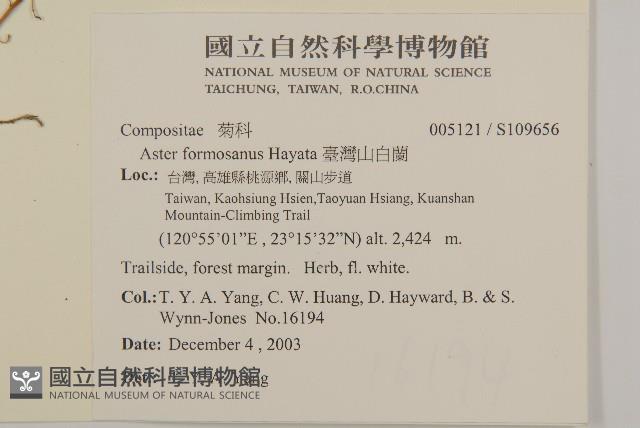 國立自然科學博物館
NATIONAL MUSEUM OF NATURAL SCIENCE
TAICHUNG, TAIWAN, R.O.CHINA
Compositae 菊科 005121 / S109656
Aster formosanus Hayata 臺灣山白蘭
Loc.: 台灣, 高雄縣桃源鄉, 關山步道
Taiwan, Kaohsiung Hsien,Taoyuan Hsiang, Kuanshan
Mountain-Climbing Trail
(120°55’01”E , 23°15’32”N) alt. 2,424 m.
Trailside, forest margin. Herb, fl. white.
Col.: T. Y. A. Yang, C. W. Huang, D. Hayward, B. & S.
Wynn-Jones No.16194
Date: December 4 , 2003
國立自然科學博物館
NATIONAL MUSEUM OF NATURAL SCIENCE
16194